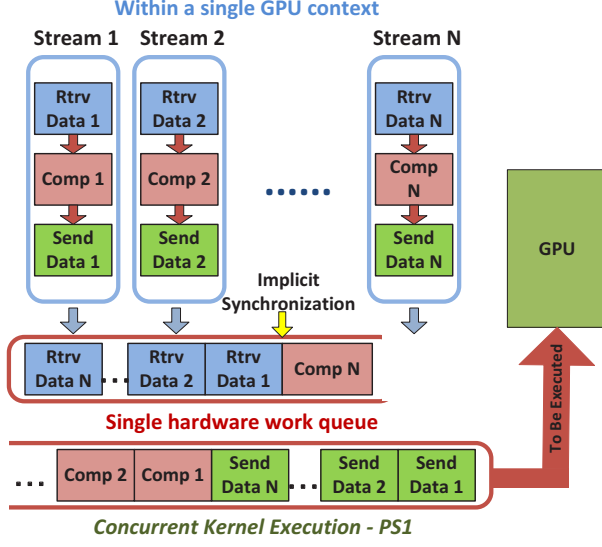 Within a single GPU context
Stream 1 Stream 2 Stream N
Rtrv Data 1
Rtrv Data 2
Rtrv Data N
Comp 1
Comp 2
......
Comp N
Send Data 1
Send Data 2
Send Data N
GPU
Implicit
Synchronization
Rtrv Data N
...
Rtrv Data 2
Rtrv Data 1
Comp N
To Be Executed
Single hardware work queue
...
Comp 2
Comp 1
Send Data N
...
Send Data 2
Send Data 1
Concurrent Kernel Execution - PS1